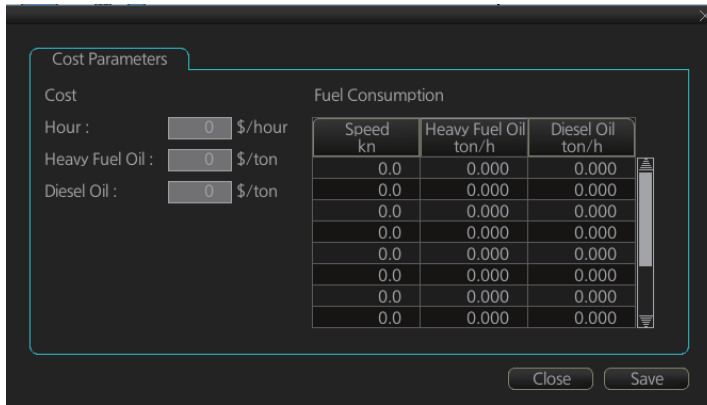 Cost Parameters
Cost
Hour : 0 $/hour
Heavy Fuel Oil : 0 $/ton
Diesel Oil : 0 $/ton
Fuel Consumption
Speed Heavy Fuel Oil Diesel Oil
kn ton/h ton/h
0.0 0.000 0.000
0.0 0.000 0.000
0.0 0.000 0.000
0.0 0.000 0.000
0.0 0.000 0.000
0.0 0.000 0.000
0.0 0.000 0.000
0.0 0.000 0.000
Close Save